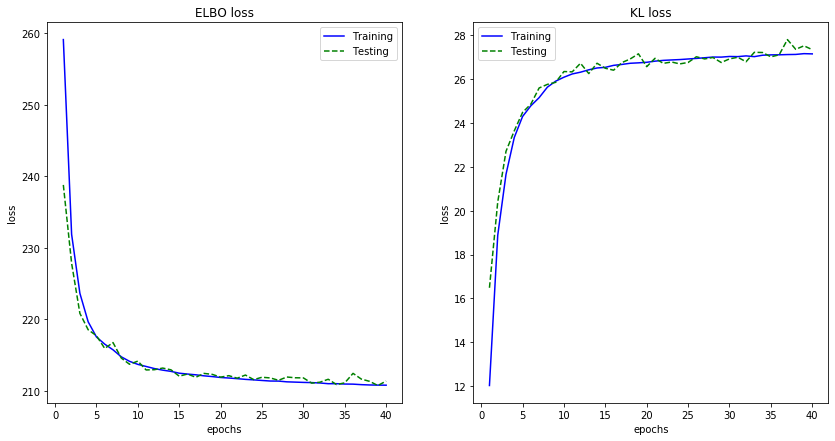 ELBO loss
Training
Testing
260
250
240
230
220
210
loss
0 5 10 15 20 25 30 35 40
epochs
KL loss
Training
Testing
28
26
24
22
20
18
16
14
12
loss
0 5 10 15 20 25 30 35 40
epochs